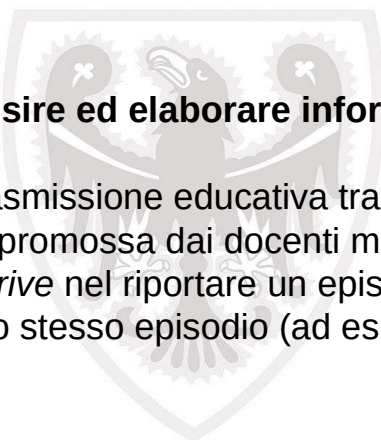 sire ed elaborare infor
smissione educativa tra
promossa dai docenti m
rive nel riportare un epis
o stesso episodio (ad es